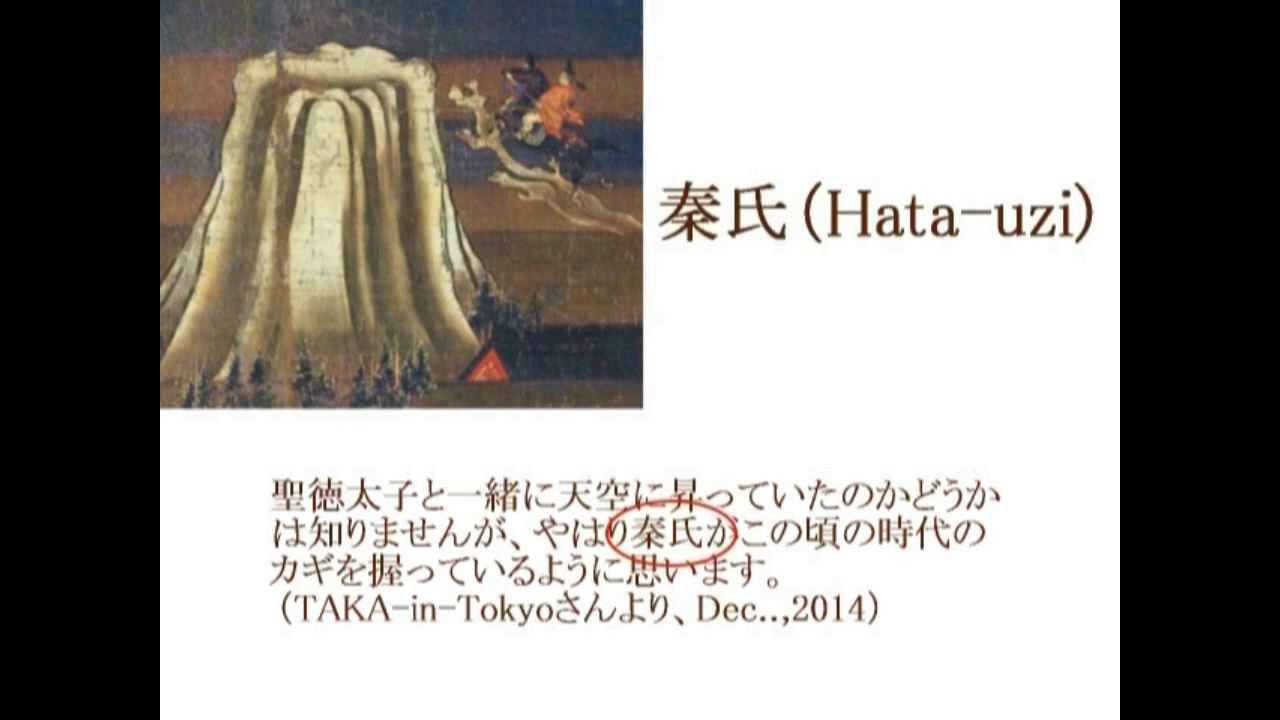 秦氏(Hata-uzi)
聖徳太子と一緒に天空に昇っていたのかどうか
は知りませんが、やはり秦氏がこの頃の時代の
カギを握っているように思います。
(TAKA-in-Tokyoさんより、Dec..,2014)